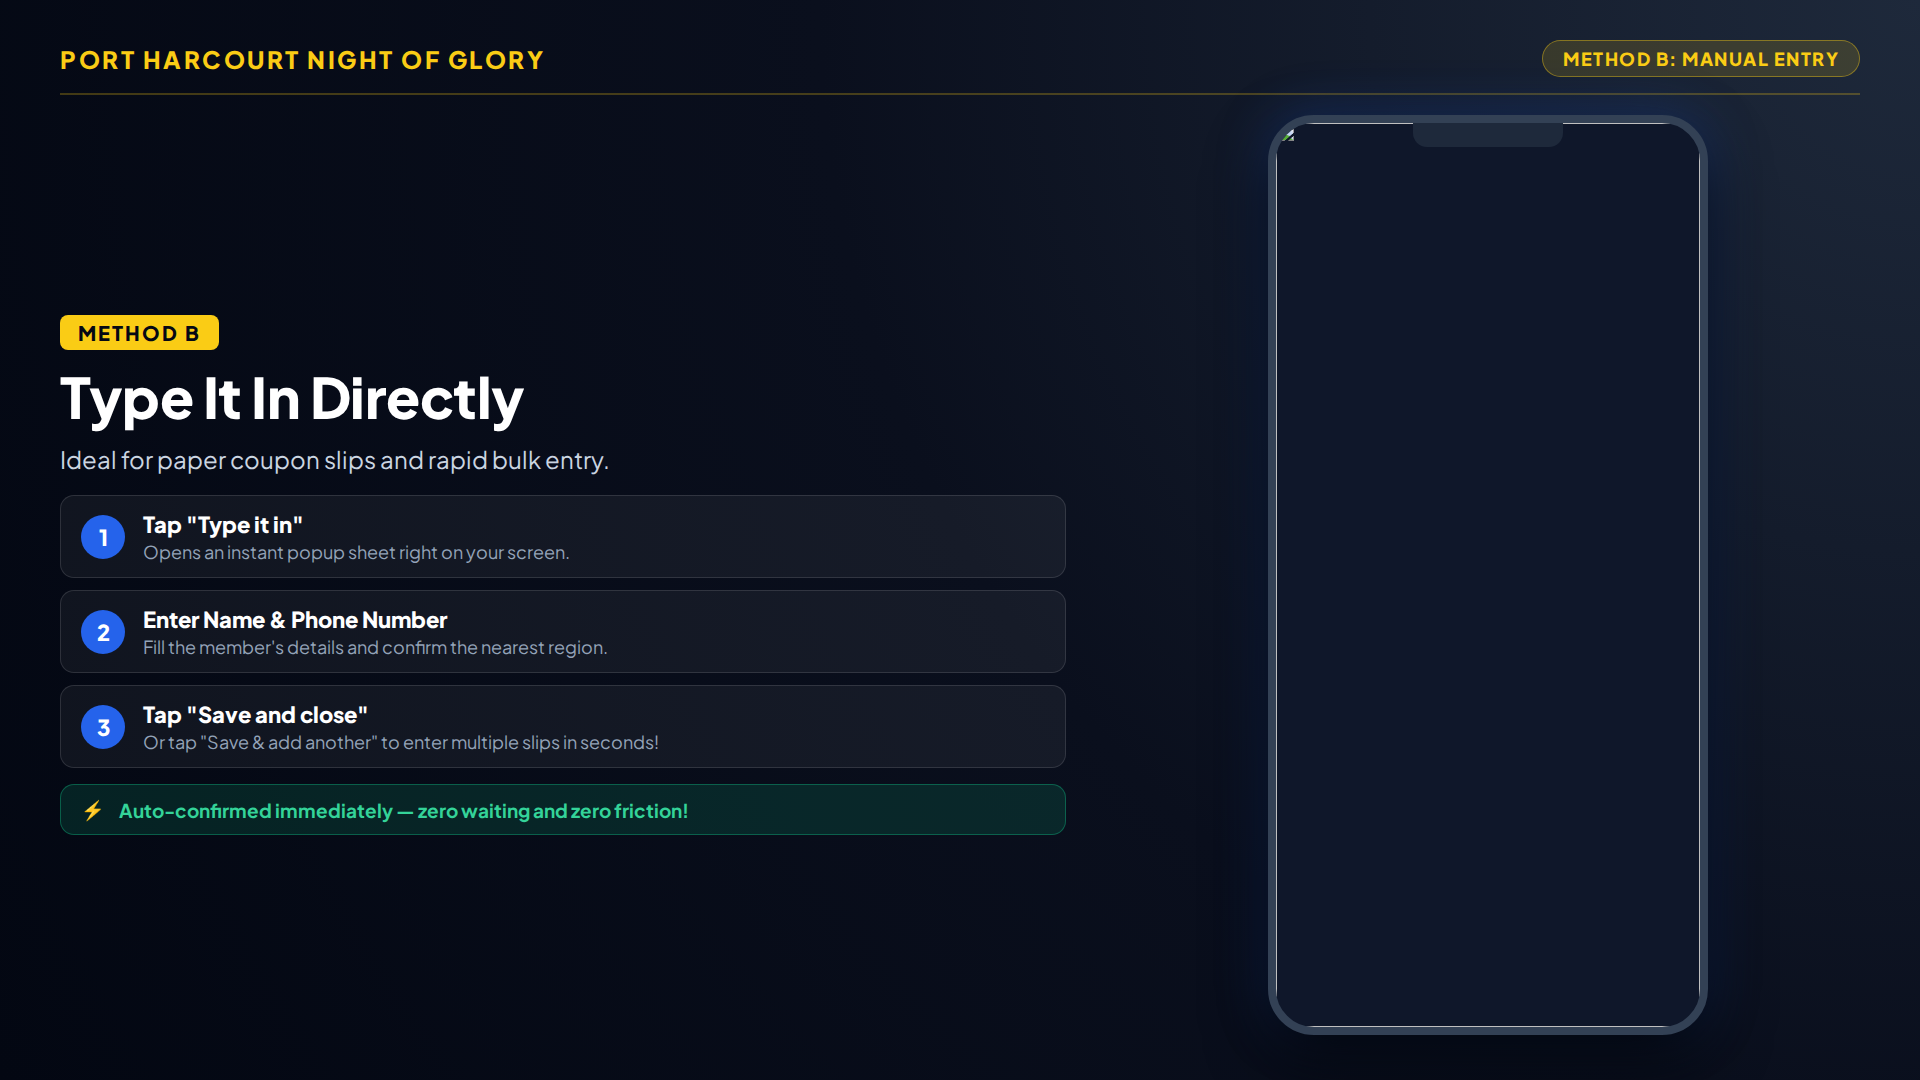 PORT HARCOURT NIGHT OF GLORY
METHOD B: MANUAL ENTRY
METHOD B
Type It In Directly
Ideal for paper coupon slips and rapid bulk entry.
1
Tap "Type it in"
Opens an instant popup sheet right on your screen.
2
Enter Name & Phone Number
Fill the member's details and confirm the nearest region.
3
Tap "Save and close"
Or tap "Save & add another" to enter multiple slips in seconds!
⚡ Auto-confirmed immediately — zero waiting and zero friction!